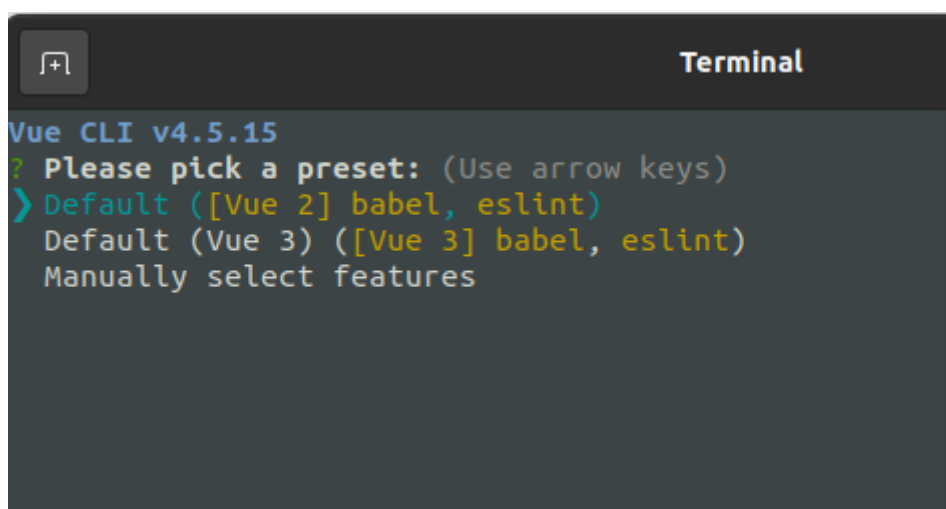 Terminal
Vue CLI v4.5.15
? Please pick a preset: (Use arrow keys)
❯ Default ([Vue 2] babel, eslint)
Default (Vue 3) ([Vue 3] babel, eslint)
Manually select features